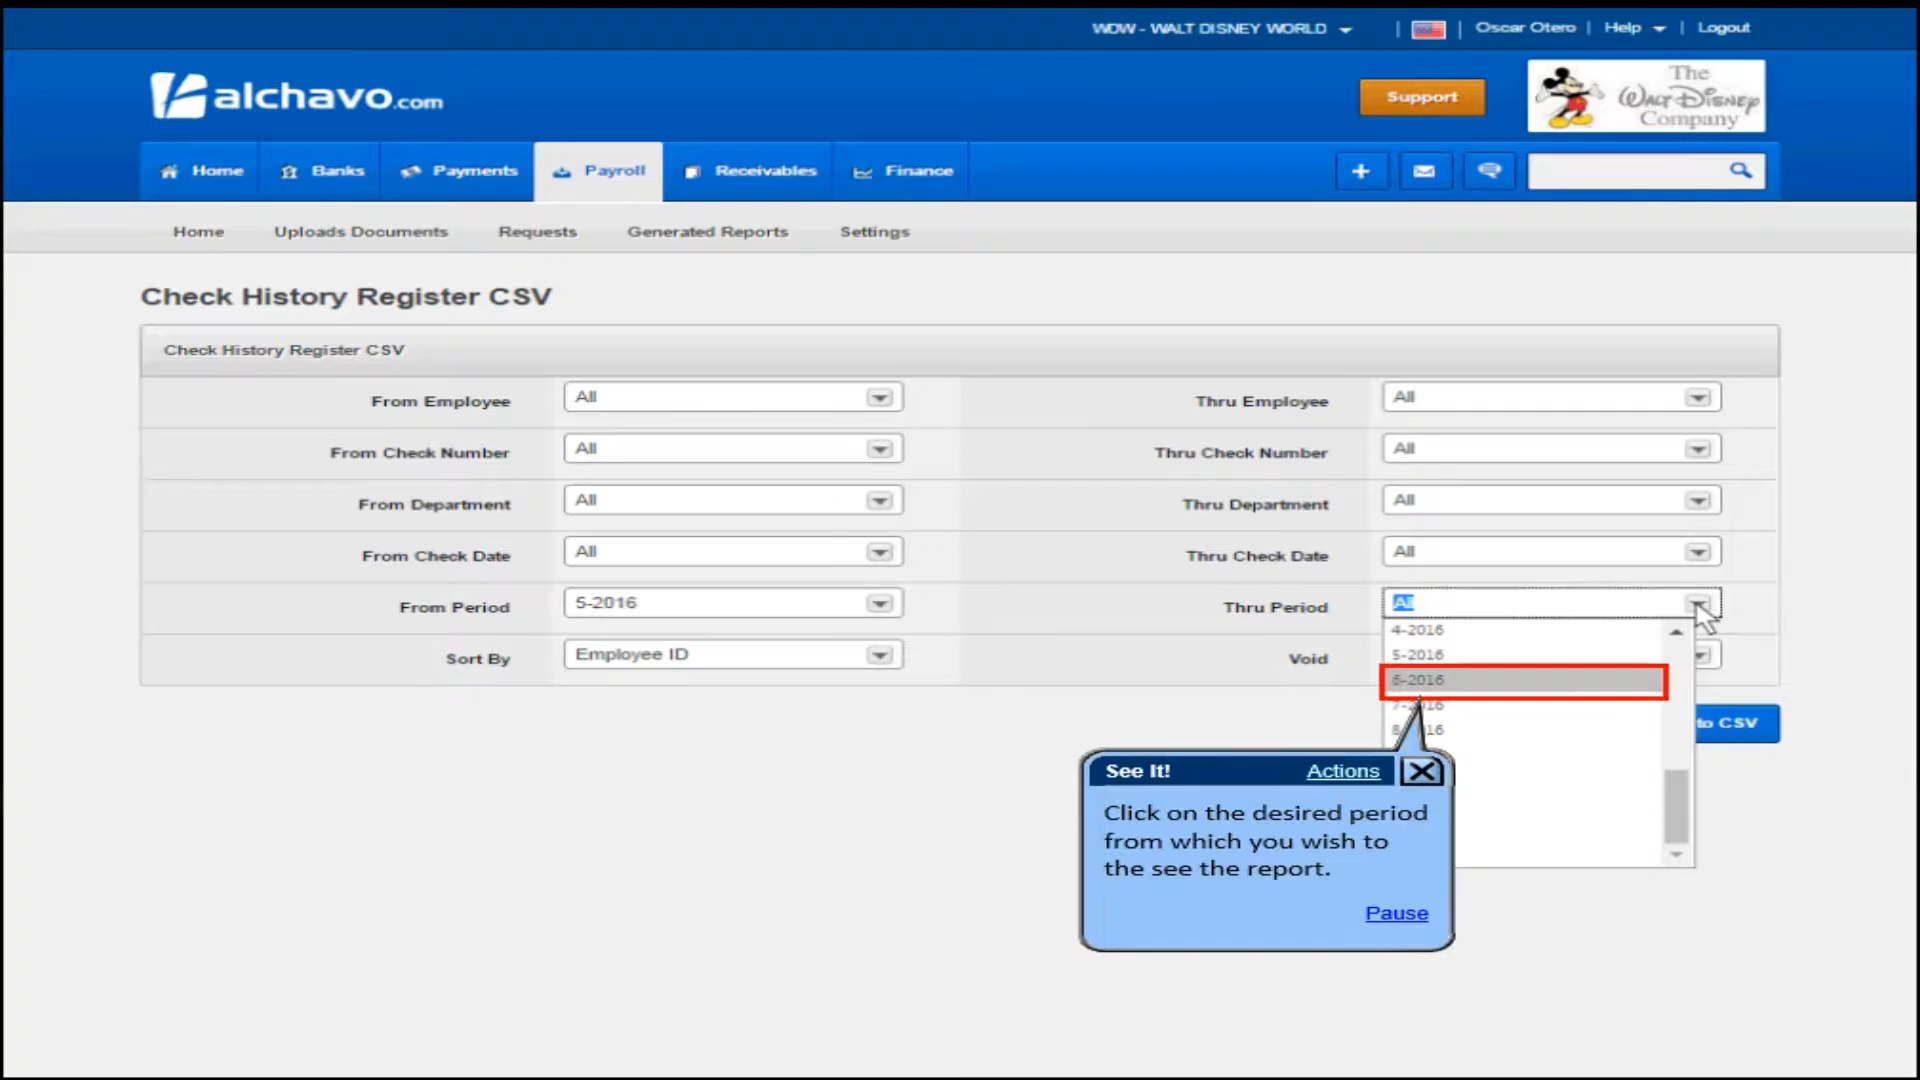 WDW - WALT DISNEY WORLD | | Oscar Otero | Help | Logout
alchavo.com
Support
The
WALT DISNEY
Company
Home Banks Payments Payroll Receivables Finance
Home Uploads Documents Requests Generated Reports Settings
Check History Register CSV
Check History Register CSV
From Employee All Thru Employee All
From Check Number All Thru Check Number All
From Department All Thru Department All
From Check Date All Thru Check Date All
From Period 5-2016 Thru Period All
4-2016
5-2016
Sort By Employee ID Void
6-2016
7-2016
to CSV
See It! Actions
Click on the desired period
from which you wish to
the see the report.
Pause